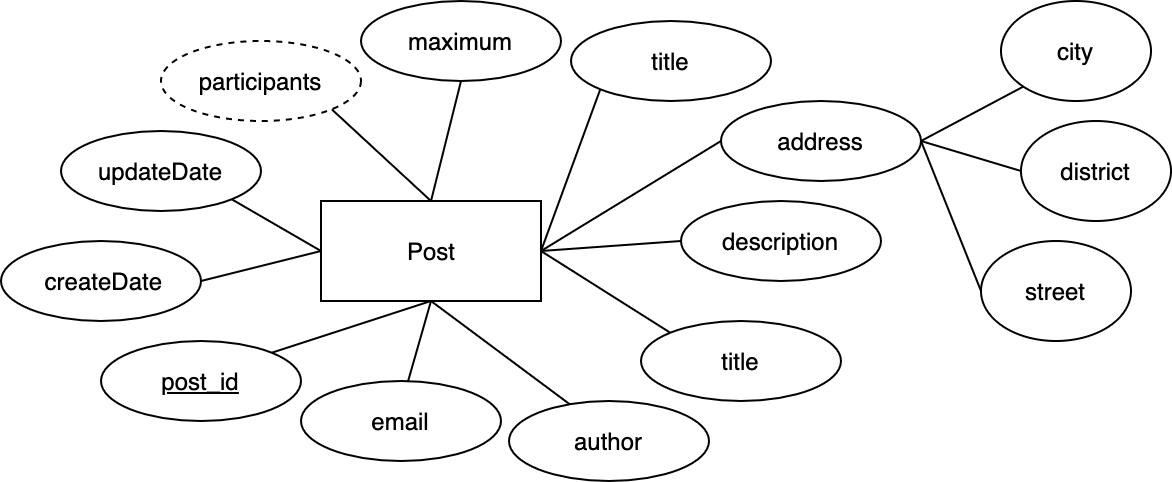 maximum
title
city
participants
address
updateDate
district
description
Post
createDate
street
title
post_id
email
author